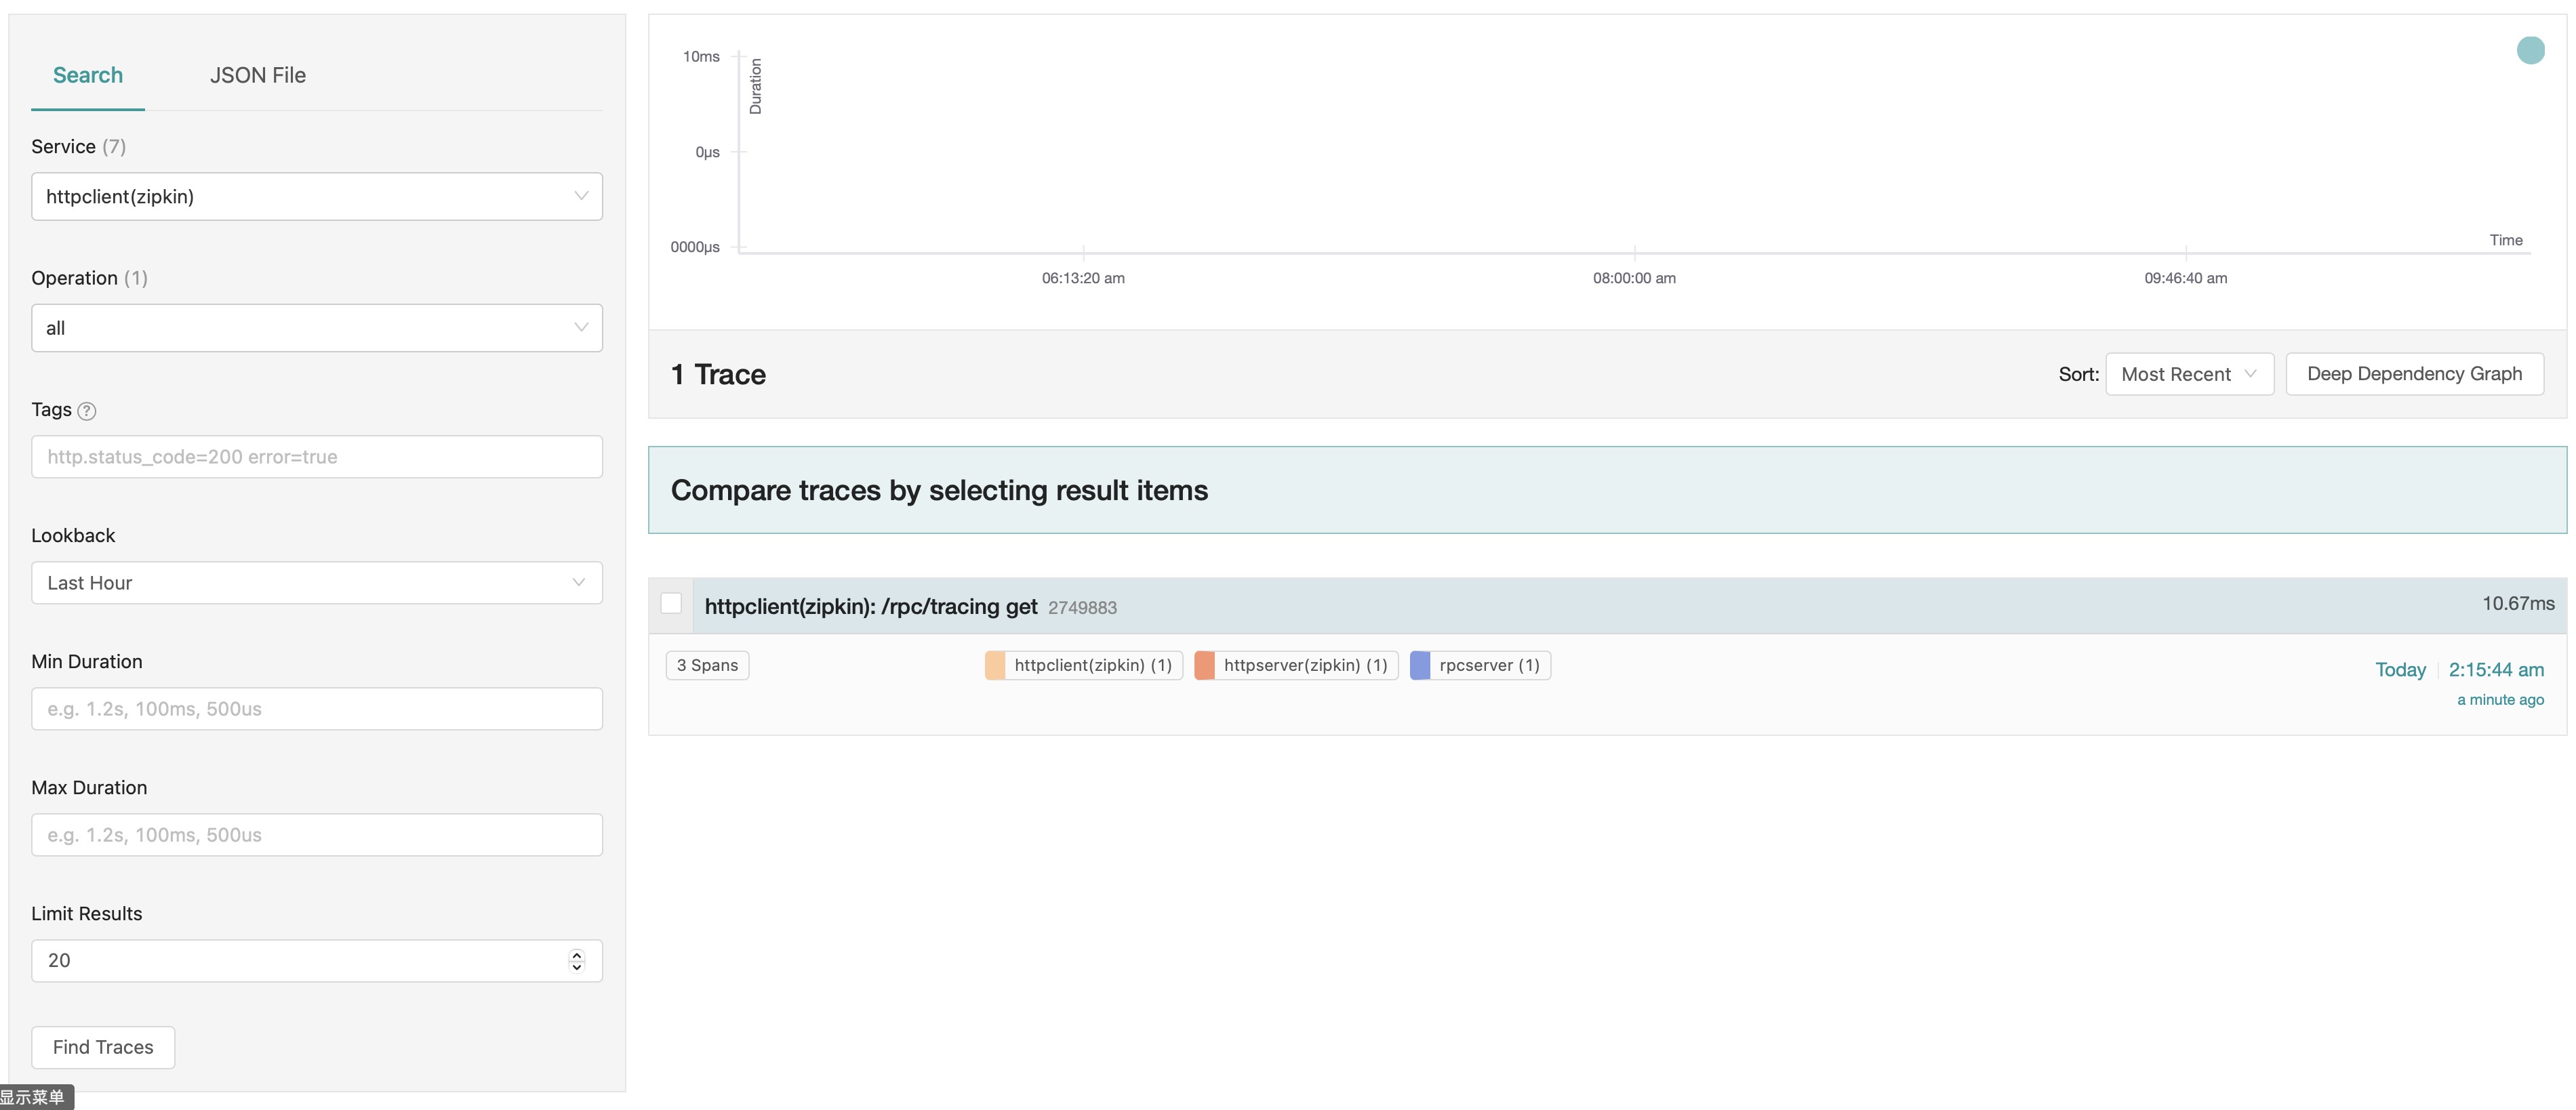 Search
JSON File
Service (7)
httpclient(zipkin)
Operation (1)
all
Tags ?
http.status_code=200 error=true
Lookback
Last Hour
Min Duration
e.g. 1.2s, 100ms, 500us
Max Duration
e.g. 1.2s, 100ms, 500us
Limit Results
20
Find Traces
显示菜单
10ms
Duration
0μs
0000μs
Time
06:13:20 am
08:00:00 am
09:46:40 am
1 Trace
Sort: Most Recent
Deep Dependency Graph
Compare traces by selecting result items
httpclient(zipkin): /rpc/tracing get 2749883
10.67ms
3 Spans
httpclient(zipkin) (1)
httpserver(zipkin) (1)
rpcserver (1)
Today 2:15:44 am
a minute ago